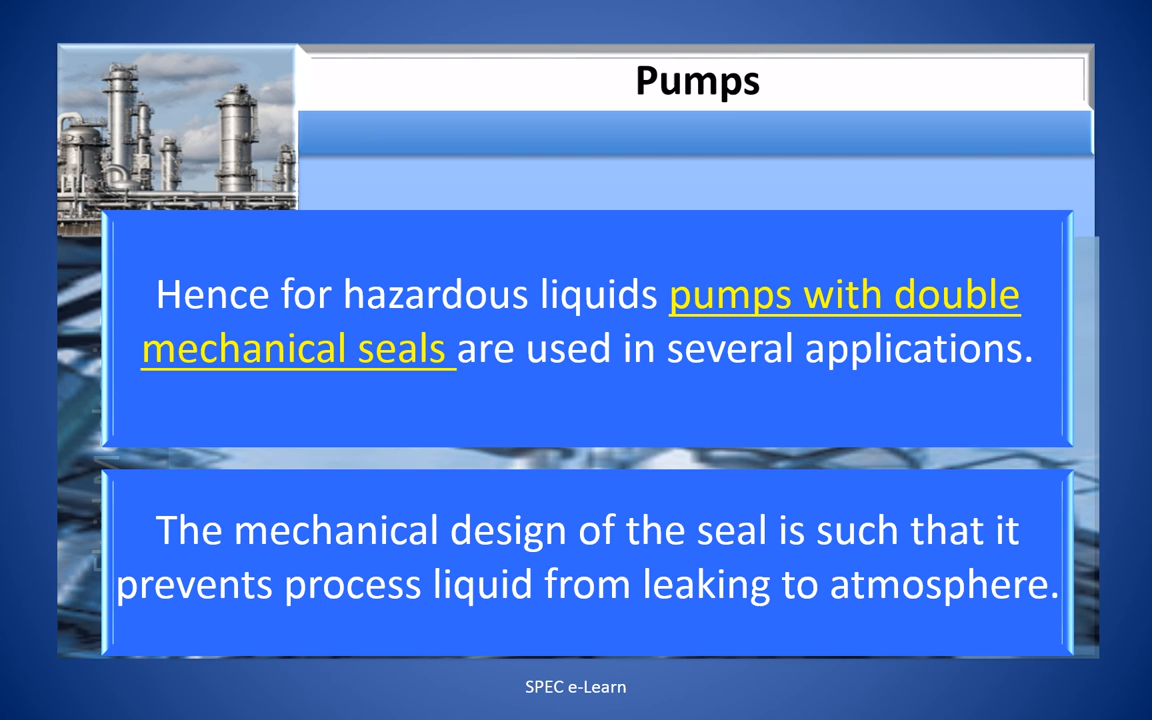 Pumps
Hence for hazardous liquids pumps with double
mechanical seals are used in several applications.
The mechanical design of the seal is such that it
prevents process liquid from leaking to atmosphere.
SPEC e-Learn